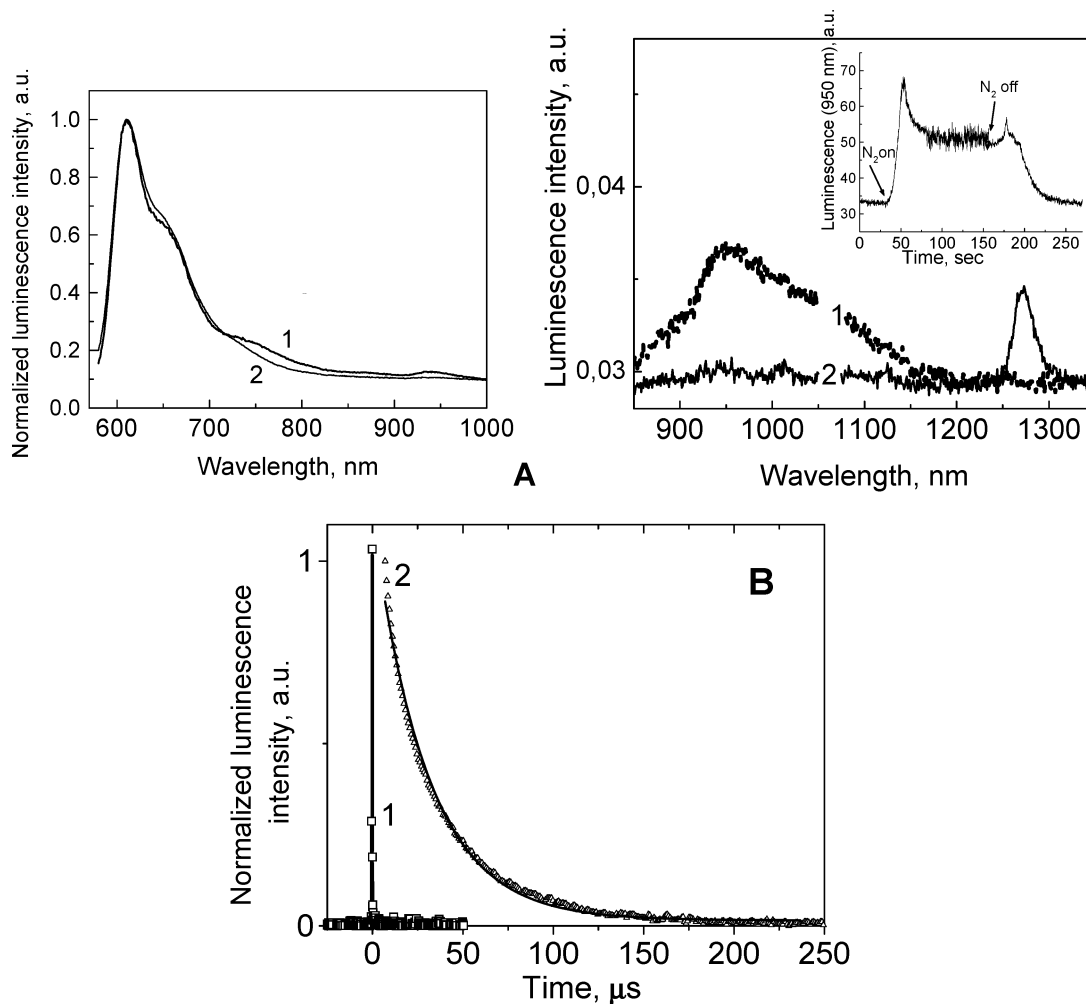 Normalized luminescence intensity, a.u.
1.0
0.8
0.6
0.4
0.2
0.0
1
2
600 700 800 900 1000
Wavelength, nm
Luminescence intensity, a.u.
0,04
0,03
1
2
900 1000 1100 1200 1300
Wavelength, nm
Luminescence (950 nm), a.u.
70
60
50
40
30
N2on
N2 off
0 50 100 150 200 250
Time, sec
A
Normalized luminescence
intensity, a.u.
1
0
1
2
B
0 50 100 150 200 250
Time, μs